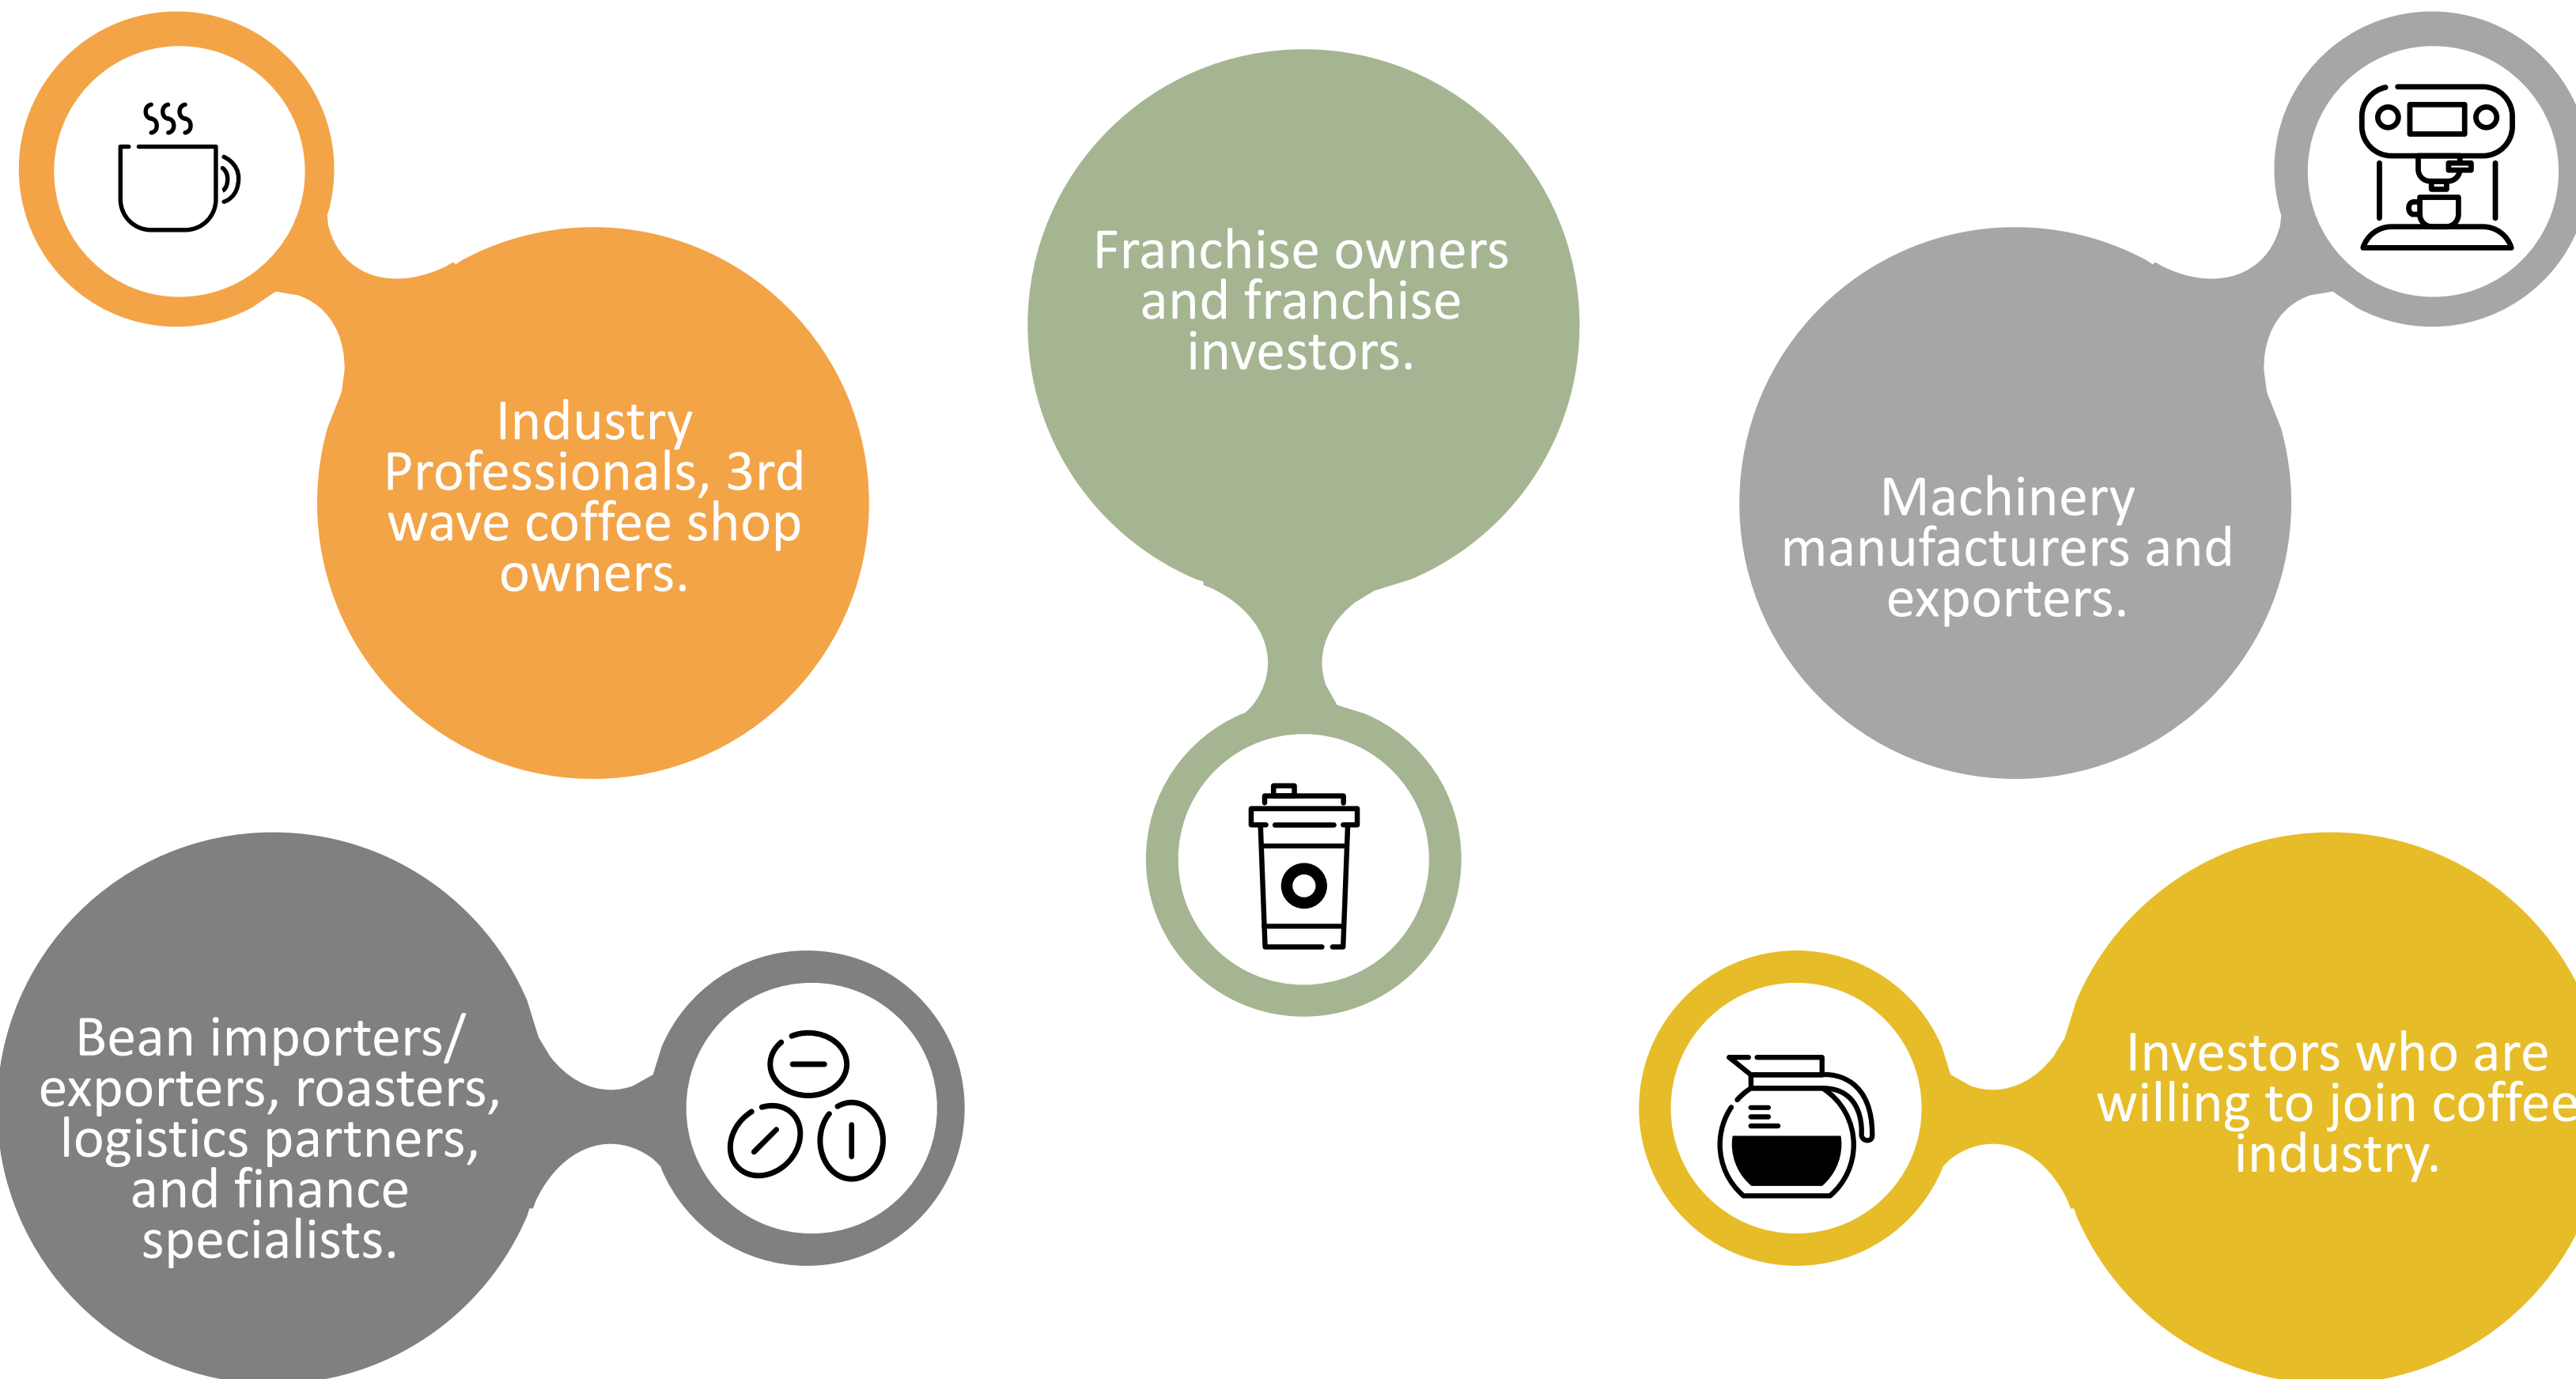 Industry
Professionals, 3rd
wave coffee shop
owners.
Franchise owners
and franchise
investors.
Machinery
manufacturers and
exporters.
Bean importers/
exporters, roasters,
logistics partners,
and finance
specialists.
Investors who are
willing to join coffee
industry.